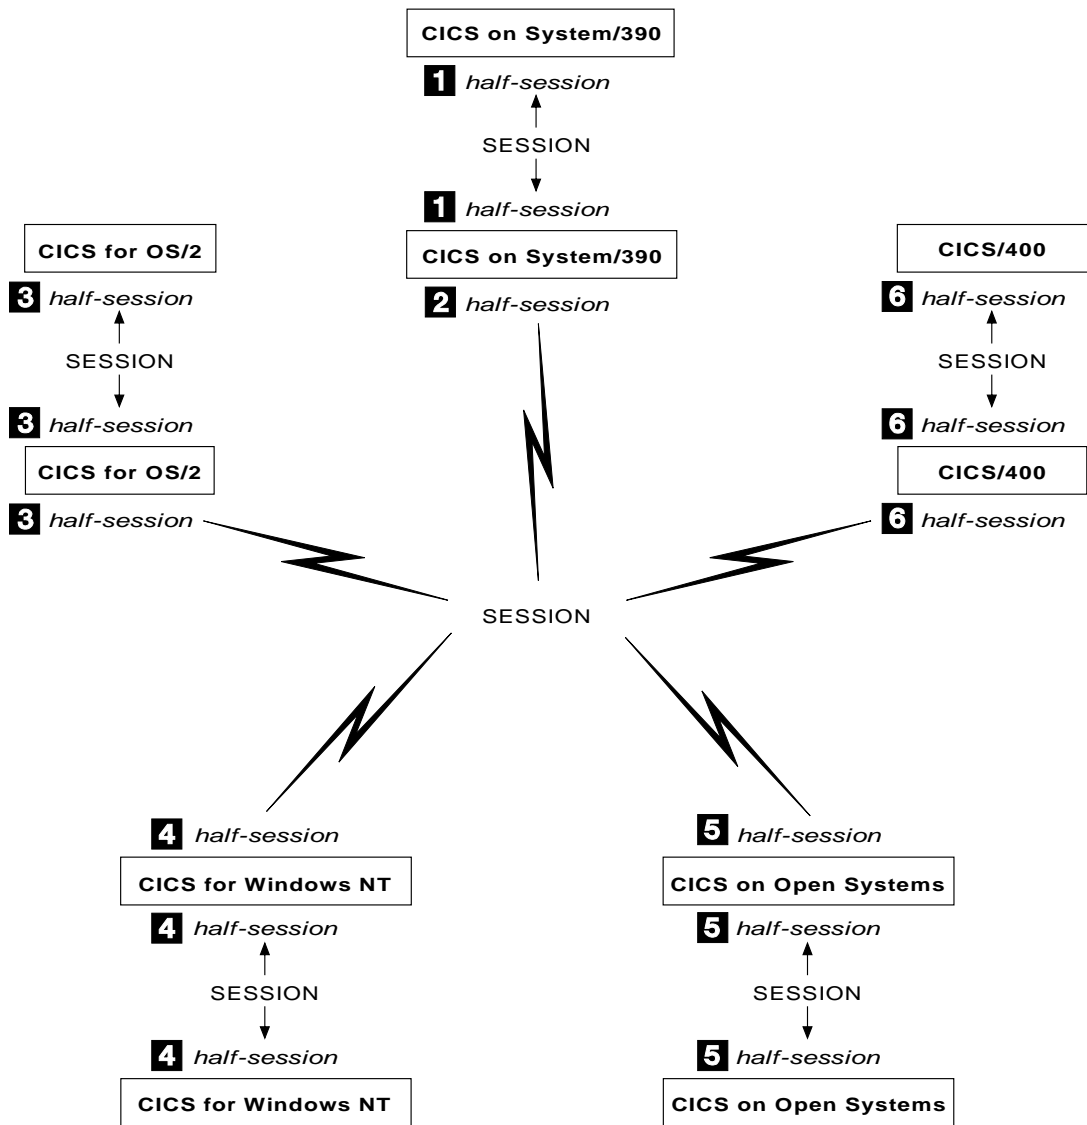 CICS on System/390
1 half-session
SESSION
1 half-session
CICS on System/390
2 half-session
CICS for OS/2
3 half-session
SESSION
3 half-session
CICS for OS/2
3 half-session
CICS/400
6 half-session
SESSION
6 half-session
CICS/400
6 half-session
SESSION
4 half-session
CICS for Windows NT
4 half-session
SESSION
4 half-session
CICS for Windows NT
5 half-session
CICS on Open Systems
5 half-session
SESSION
5 half-session
CICS on Open Systems